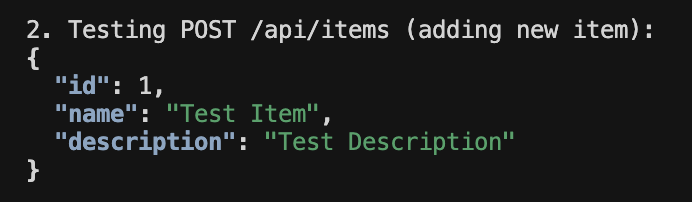 2. Testing POST /api/items (adding new item):
{
  "id": 1,
  "name": "Test Item",
  "description": "Test Description"
}